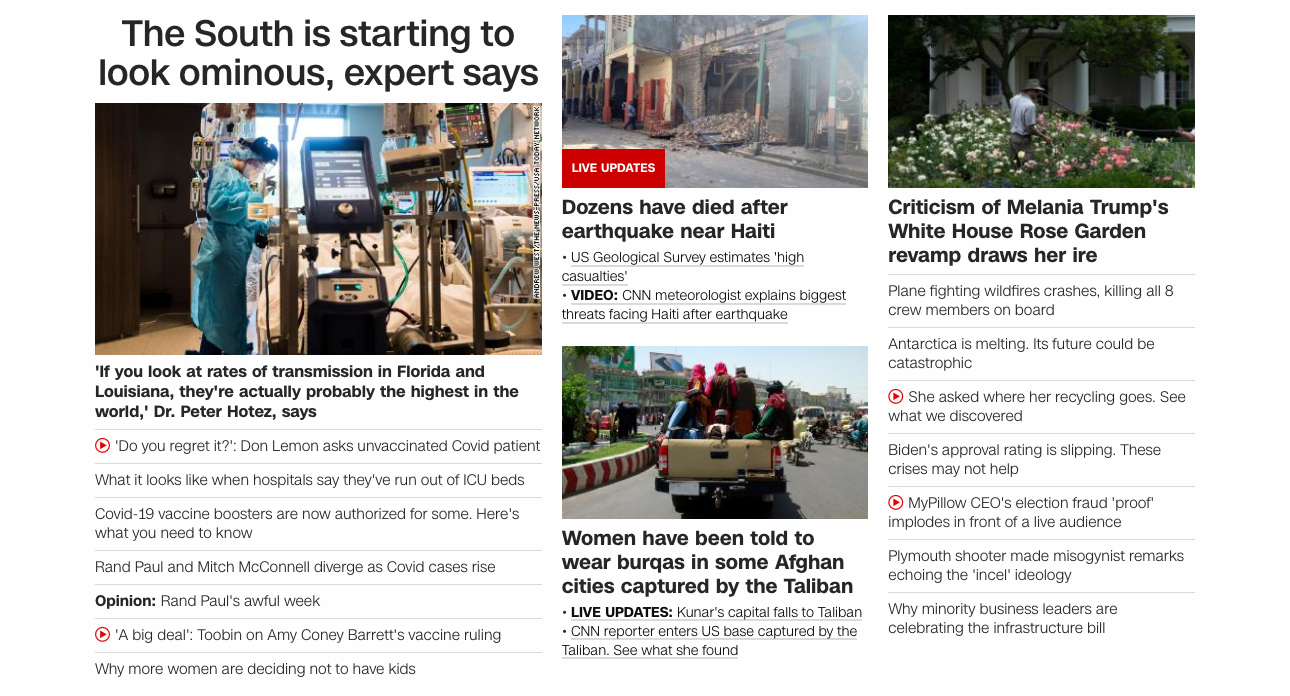 The South is starting to
look ominous, expert says
ANDREW WEST/THE NEWS-PRESS/USA TODAY NETWORK
'If you look at rates of transmission in Florida and
Louisiana, they're actually probably the highest in the
world,' Dr. Peter Hotez, says
'Do you regret it?': Don Lemon asks unvaccinated Covid patient
What it looks like when hospitals say they've run out of ICU beds
Covid-19 vaccine boosters are now authorized for some. Here's
what you need to know
Rand Paul and Mitch McConnell diverge as Covid cases rise
Opinion: Rand Paul's awful week
'A big deal': Toobin on Amy Coney Barrett's vaccine ruling
Why more women are deciding not to have kids
LIVE UPDATES
Dozens have died after
earthquake near Haiti
• US Geological Survey estimates 'high
casualties'
• VIDEO: CNN meteorologist explains biggest
threats facing Haiti after earthquake
Women have been told to
wear burqas in some Afghan
cities captured by the Taliban
• LIVE UPDATES: Kunar's capital falls to Taliban
• CNN reporter enters US base captured by the
Taliban. See what she found
Criticism of Melania Trump's
White House Rose Garden
revamp draws her ire
Plane fighting wildfires crashes, killing all 8
crew members on board
Antarctica is melting. Its future could be
catastrophic
She asked where her recycling goes. See
what we discovered
Biden's approval rating is slipping. These
crises may not help
MyPillow CEO's election fraud 'proof'
implodes in front of a live audience
Plymouth shooter made misogynist remarks
echoing the 'incel' ideology
Why minority business leaders are
celebrating the infrastructure bill